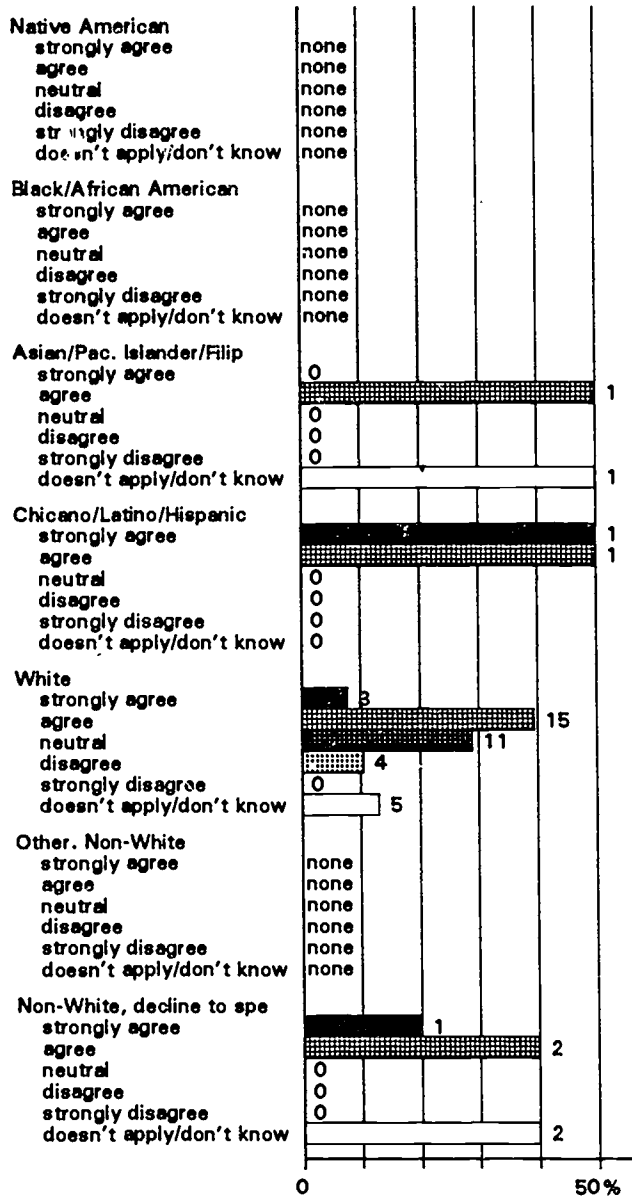 Native American
strongly agree none
agree none
neutral none
disagree none
strongly disagree none
doesn't apply/don't know none
Black/African American
strongly agree none
agree none
neutral none
disagree none
strongly disagree none
doesn't apply/don't know none
Asian/Pac. Islander/Filip
strongly agree 0
agree 1
neutral 0
disagree 0
strongly disagree 0
doesn't apply/don't know 1
Chicano/Latino/Hispanic
strongly agree 1
agree 1
neutral 0
disagree 0
strongly disagree 0
doesn't apply/don't know 0
White
strongly agree 3
agree 15
neutral 11
disagree 4
strongly disagree 0
doesn't apply/don't know 5
Other. Non-White
strongly agree none
agree none
neutral none
disagree none
strongly disagree none
doesn't apply/don't know none
Non-White, decline to spe
strongly agree 1
agree 2
neutral 0
disagree 0
strongly disagree 0
doesn't apply/don't know 2
0 50%